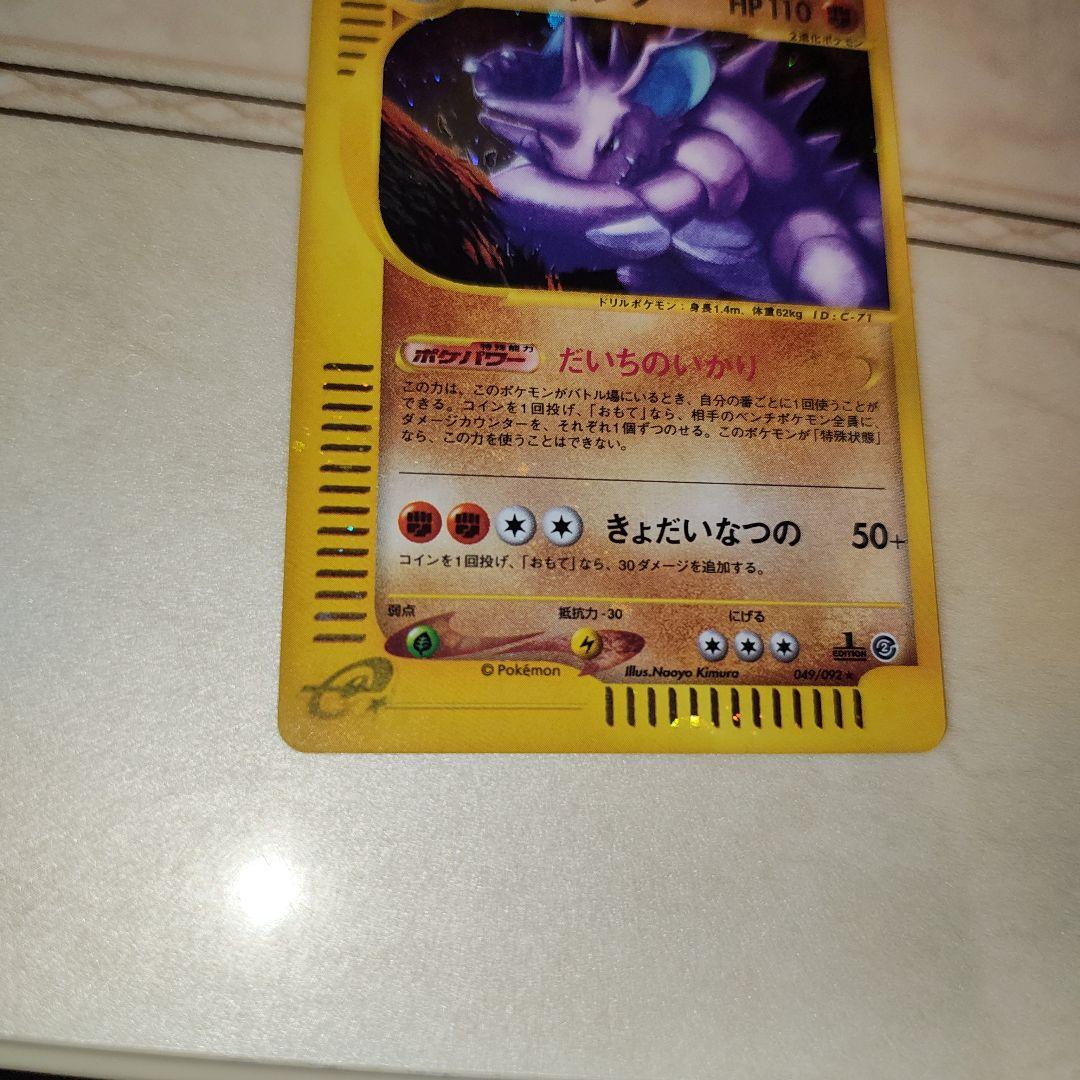 HP110
2進化ポケモン
ドリルポケモン：身長1.4m、体重62kg ID:C-71
特殊能力
ポケパワー だいちのいかり
この力は、このポケモンがバトル場にいるとき、自分の番ごとに1回使うことが
できる。コインを1回投げ、「おもて」なら、相手のベンチポケモン全員に、
ダメージカウンターを、それぞれ1個ずつのせる。このポケモンが「特殊状態」
なら、この力を使うことはできない。
きょだいなつの 50+
コインを1回投げ、「おもて」なら、30ダメージを追加する。
弱点 抵抗力-30 にげる
1 EDITION
©Pokémon Illus.Naoyo Kimura 049/092★